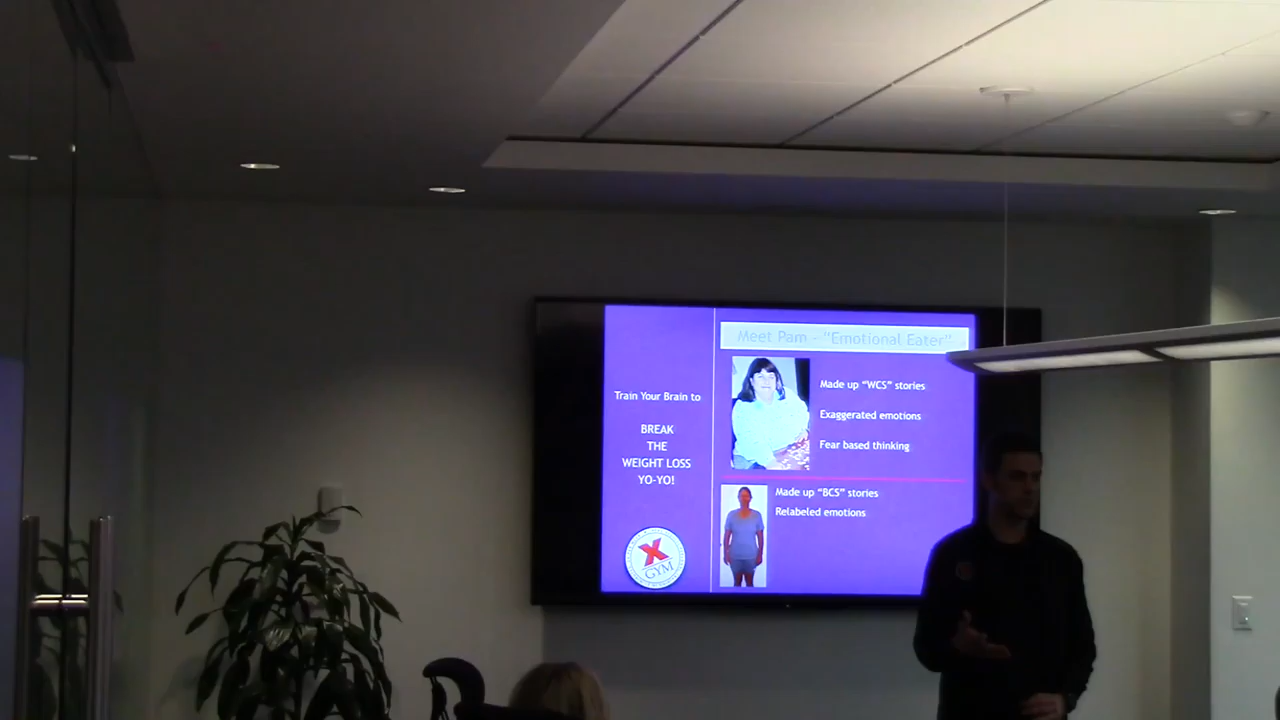 Train Your Brain to
BREAK
THE
WEIGHT LOSS
YO-YO!
X
GYM
Meet Pam - "Emotional Eater"
Made up "WCS" stories
Exaggerated emotions
Fear based thinking
Made up "BCS" stories
Relabeled emotions